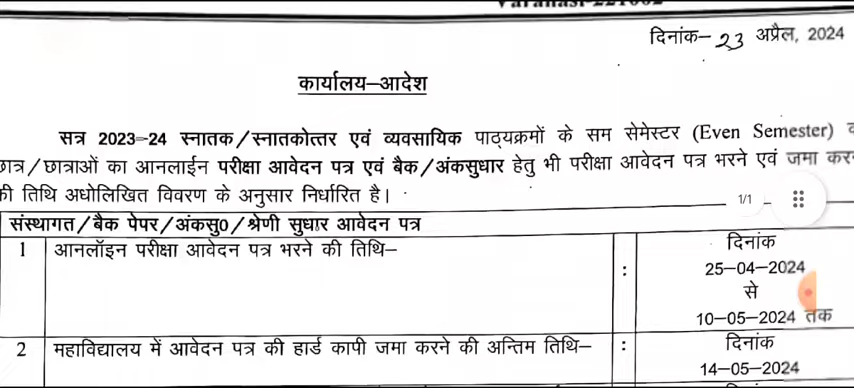 दिनांक– 23 अप्रैल, 2024
कार्यालय–आदेश
सत्र 2023–24 स्नातक/स्नातकोत्तर एवं व्यवसायिक पाठ्यक्रमों के सम सेमेस्टर (Even Semester)
छात्र/छात्राओं का आनलाईन परीक्षा आवेदन पत्र एवं बैक/अंकसुधार हेतु भी परीक्षा आवेदन पत्र भरने एवं जमा
की तिथि अधोलिखित विवरण के अनुसार निर्धारित है।
1/1
संस्थागत/बैक पेपर/अंकसु0/श्रेणी सुधार आवेदन पत्र
1 आनलॉइन परीक्षा आवेदन पत्र भरने की तिथि– : दिनांक
25–04–2024
से
10–05–2024 तक
2 महाविद्यालय में आवेदन पत्र की हार्ड कापी जमा करने की अन्तिम तिथि– : दिनांक
14–05–2024